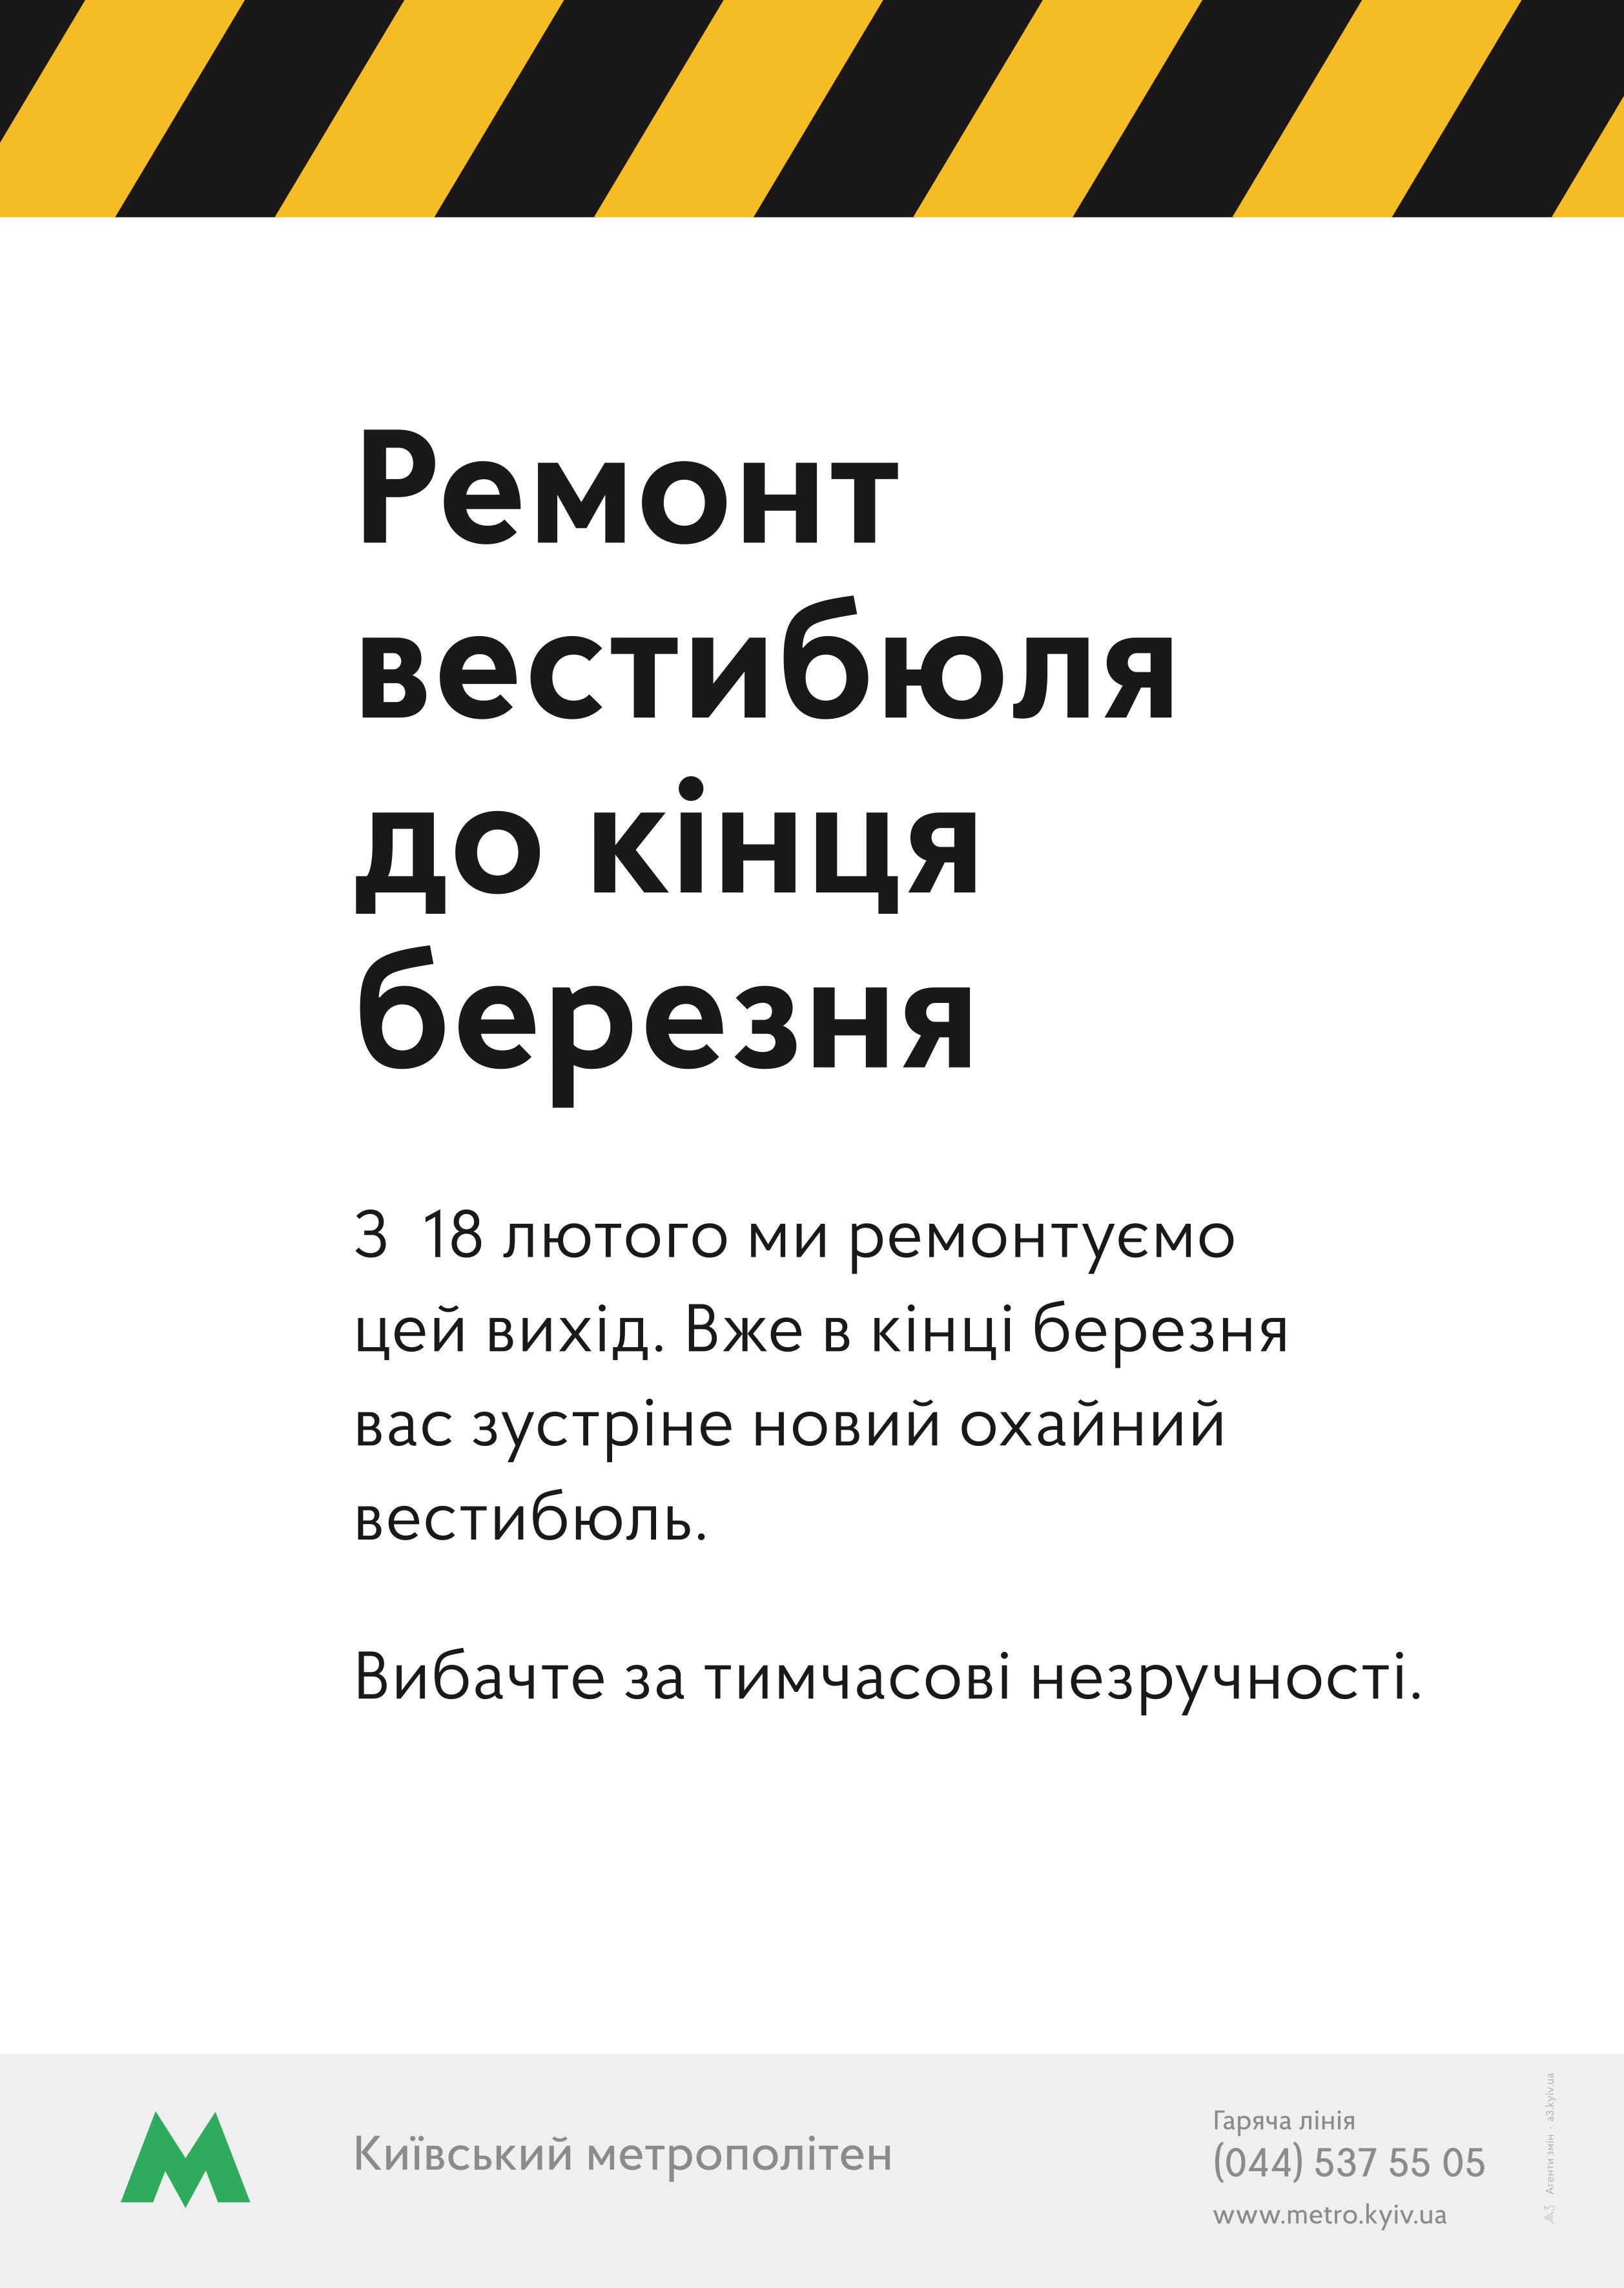 Ремонт
вестибюля
до кінця
березня
З  18 лютого ми ремонтуємо
цей вихід. Вже в кінці березня
вас зустріне новий охайний
вестибюль.
Вибачте за тимчасові незручності.
Київський метрополітен
Гаряча лінія
(044) 537 55 05
www.metro.kyiv.ua
Агенти змін · a3.kyiv.ua